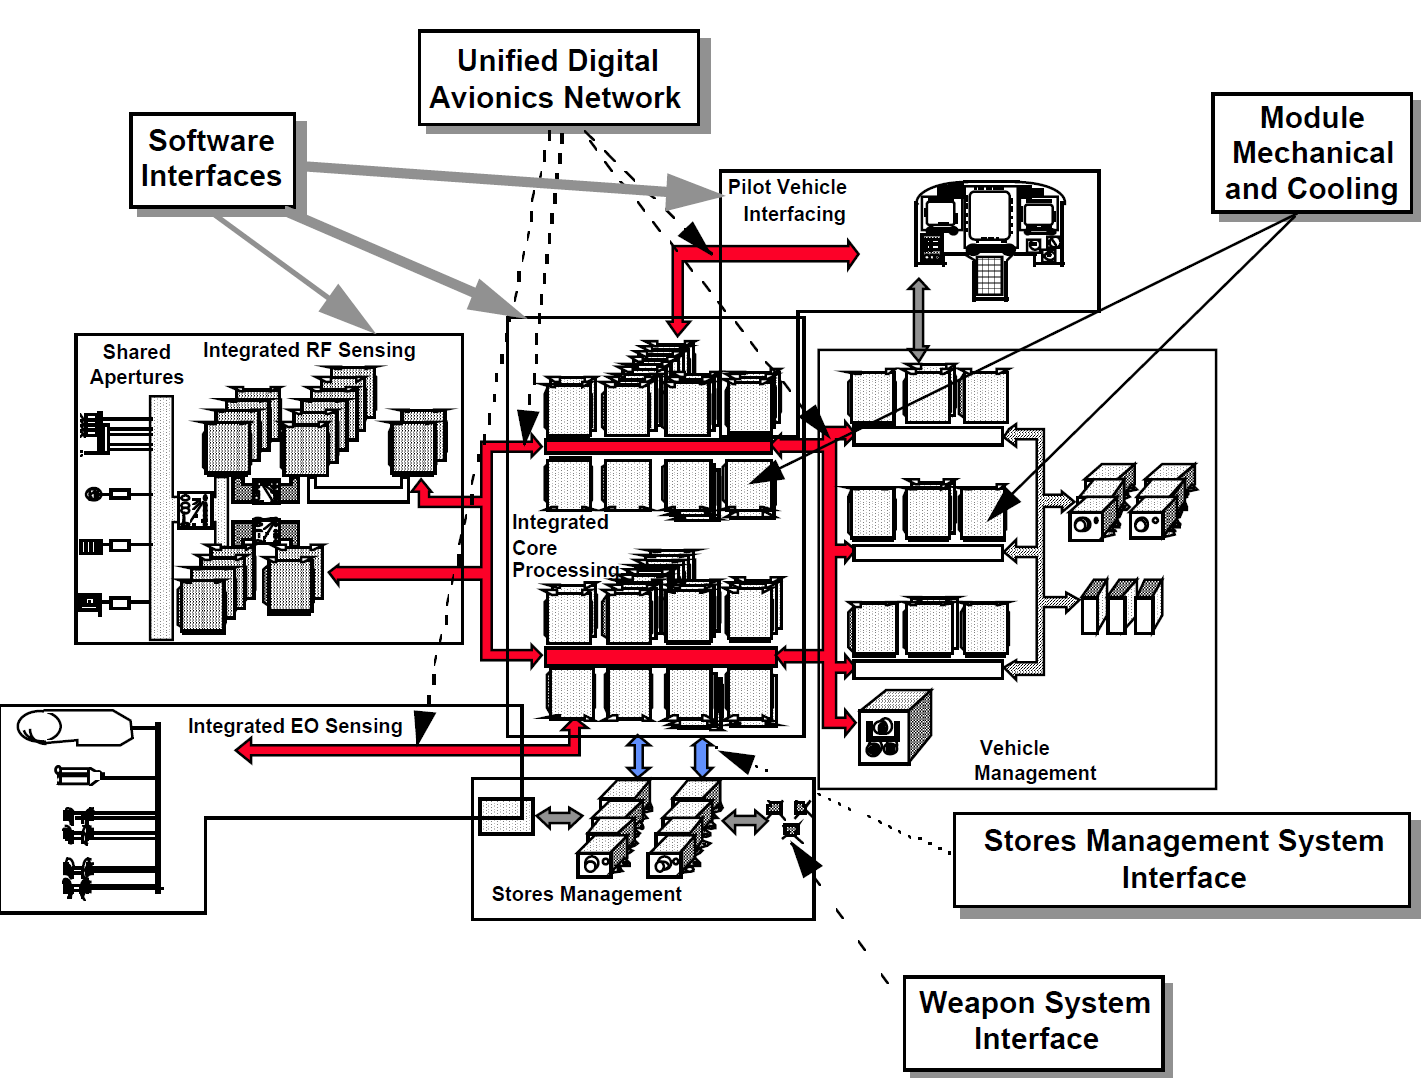 Unified Digital
Avionics Network
Software
Interfaces
Module
Mechanical
and Cooling
Pilot Vehicle
Interfacing
Shared
Apertures
Integrated RF Sensing
Integrated
Core
Processing
Integrated EO Sensing
Vehicle
Management
Stores Management
Stores Management System
Interface
Weapon System
Interface